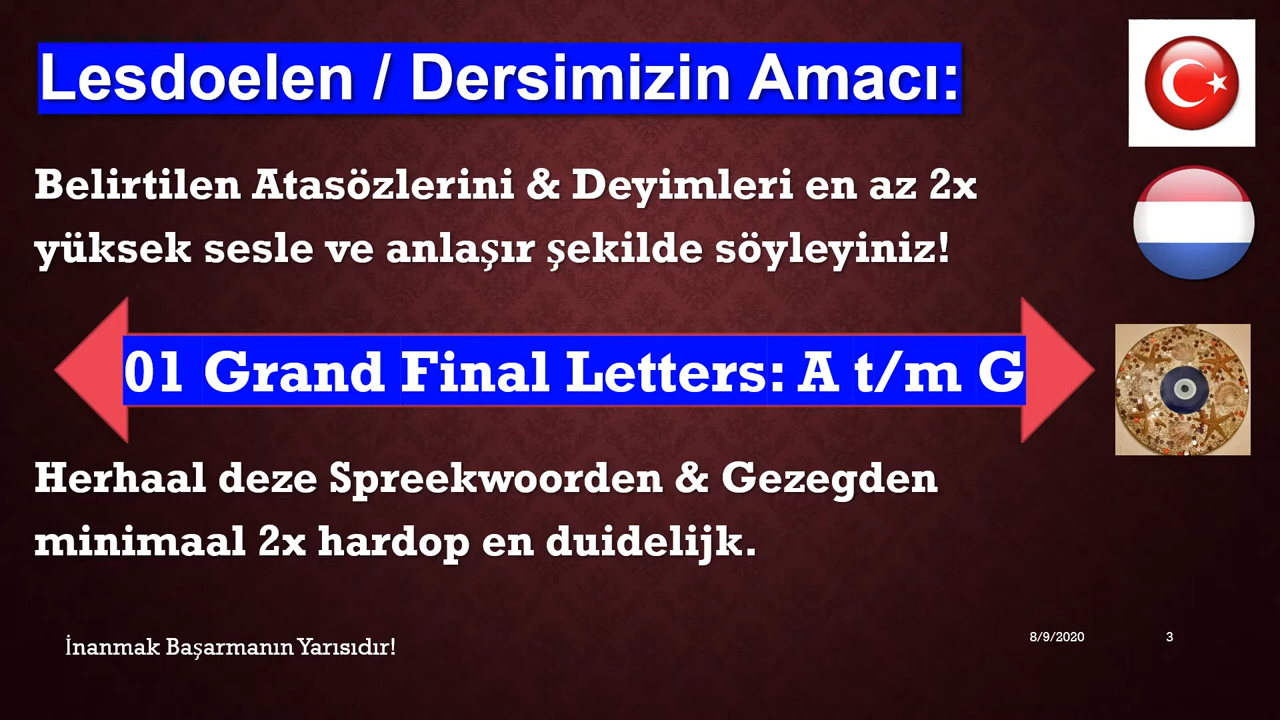 Lesdoelen / Dersimizin Amacı:
Belirtilen Atasözlerini & Deyimleri en az 2x
yüksek sesle ve anlaşır şekilde söyleyiniz!
01 Grand Final Letters: A t/m G
Herhaal deze Spreekwoorden & Gezegden
minimaal 2x hardop en duidelijk.
İnanmak Başarmanın Yarısıdır!
8/9/2020
3